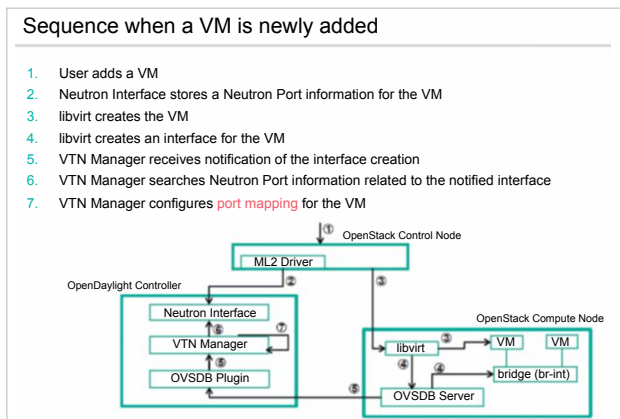 Sequence when a VM is newly added
1. User adds a VM
2. Neutron Interface stores a Neutron Port information for the VM
3. libvirt creates the VM
4. libvirt creates an interface for the VM
5. VTN Manager receives notification of the interface creation
6. VTN Manager searches Neutron Port information related to the notified interface
7. VTN Manager configures port mapping for the VM
①
OpenStack Control Node
ML2 Driver
②
③
OpenDaylight Controller
Neutron Interface
⑥
⑦
VTN Manager
⑤
OVSDB Plugin
⑤
OpenStack Compute Node
libvirt
③
VM
VM
④
④
bridge (br-int)
OVSDB Server